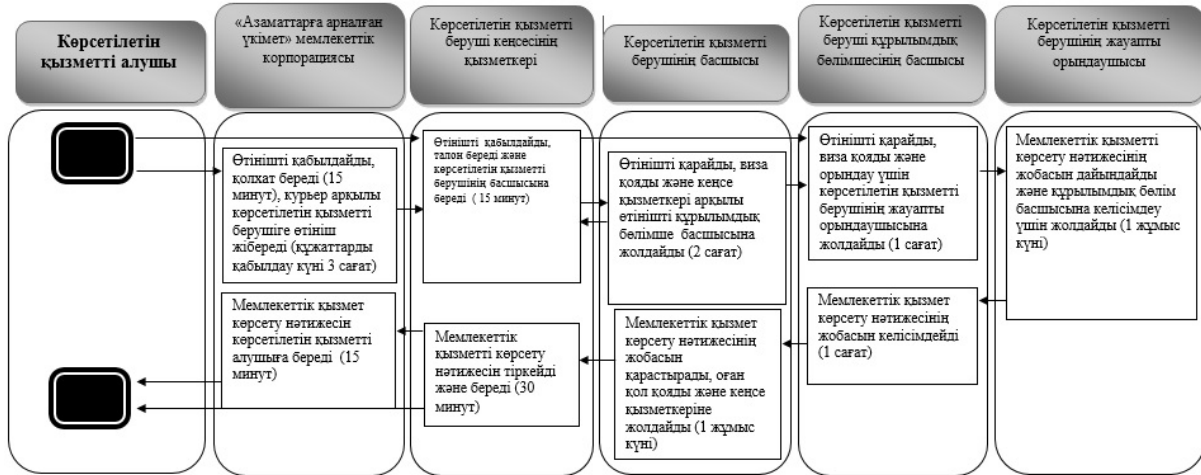 Көрсетілетін
қызметті алушы
«Азаматтарға арналған
үкімет» мемлекеттік
корпорациясы
Көрсетілетін қызметті
беруші кеңсесінің
қызметкері
Көрсетілетін қызметті
берушінің басшысы
Көрсетілетін қызметті
беруші құрылымдық
бөлімшесінің басшысы
Көрсетілетін қызметті
берушінің жауапты
орындаушысы
Өтінішті қабылдайды,
қолхат береді (15
минут), курьер арқылы
көрсетілетін қызметті
берушіге өтініш
жібереді (құжаттарды
қабылдау күні 3 сағат)
Өтінішті қабылдайды,
талон береді және
көрсетілетін қызметті
берушінің басшысына
береді ( 15 минут)
Өтінішті қарайды, виза
қояды және кеңсе
қызметкері арқылы
өтінішті құрылымдық
бөлімше басшысына
жолдайды (2 сағат)
Өтінішті қарайды,
виза қояды және
орындау үшін
көрсетілетін қызметті
берушінің жауапты
орындаушысына
жолдайды (1 сағат)
Мемлекеттік қызметті
көрсету нәтижесінің
жобасын дайындайды
және құрылымдық бөлім
басшысына келісімдеу
үшін жолдайды (1 жұмыс
күні)
Мемлекеттік қызмет
көрсету нәтижесін
көрсетілетін қызметті
алушыға береді (15
минут)
Мемлекеттік
қызметті көрсету
нәтижесін тіркейді
және береді (30
минут)
Мемлекеттік қызмет
көрсету нәтижесінің
жобасын
қарастырады, оған
қол қояды және кеңсе
қызметкеріне
жолдайды (1 жұмыс
күні)
Мемлекеттік қызмет
көрсету нәтижесінің
жобасын келісімдейді
(1 сағат)